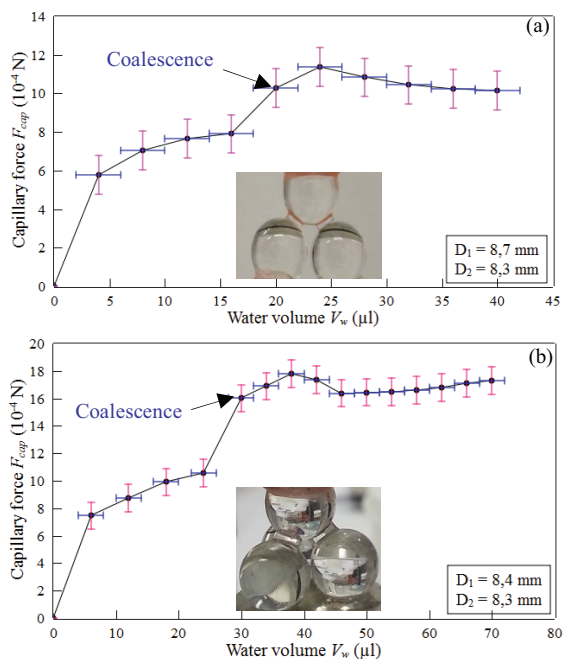 14
12
10
8
6
4
2
0
Capillary force F_cap (10⁻⁴ N)
(a)
Coalescence
D₁ = 8,7 mm
D₂ = 8,3 mm
0 5 10 15 20 25 30 35 40 45
Water volume V_w (µl)
20
18
16
14
12
10
8
6
4
2
0
Capillary force F_cap (10⁻⁴ N)
(b)
Coalescence
D₁ = 8,4 mm
D₂ = 8,3 mm
0 10 20 30 40 50 60 70 80
Water volume V_w (µl)